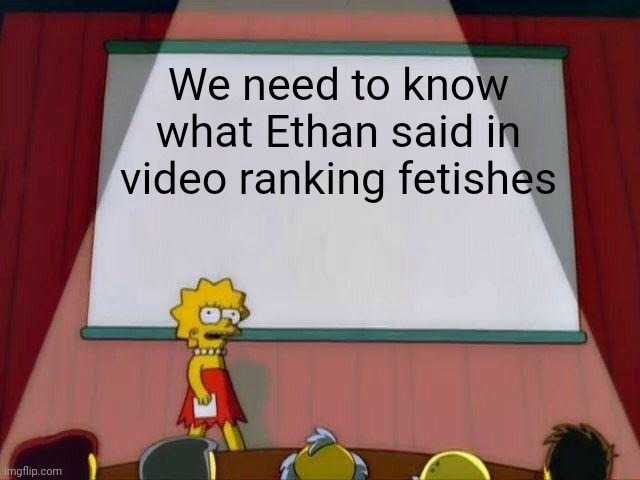 We need to know
what Ethan said in
video ranking fetishes
imgflip.com